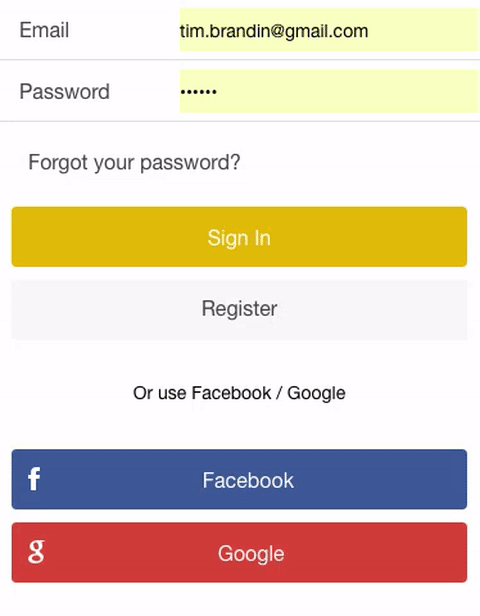 Email tim.brandin@gmail.com
Password ••••••
Forgot your password?
Sign In
Register
Or use Facebook / Google
f Facebook
g Google